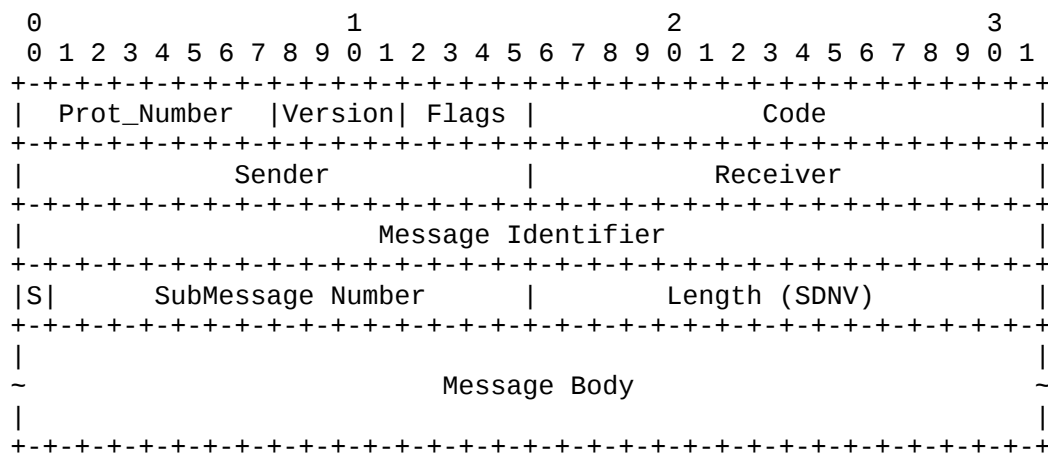 0                   1                   2                   3
 0 1 2 3 4 5 6 7 8 9 0 1 2 3 4 5 6 7 8 9 0 1 2 3 4 5 6 7 8 9 0 1
+-+-+-+-+-+-+-+-+-+-+-+-+-+-+-+-+-+-+-+-+-+-+-+-+-+-+-+-+-+-+-+-+
|  Prot_Number  |Version| Flags |              Code             |
+-+-+-+-+-+-+-+-+-+-+-+-+-+-+-+-+-+-+-+-+-+-+-+-+-+-+-+-+-+-+-+-+
|             Sender            |           Receiver            |
+-+-+-+-+-+-+-+-+-+-+-+-+-+-+-+-+-+-+-+-+-+-+-+-+-+-+-+-+-+-+-+-+
|                      Message Identifier                       |
+-+-+-+-+-+-+-+-+-+-+-+-+-+-+-+-+-+-+-+-+-+-+-+-+-+-+-+-+-+-+-+-+
|S|      SubMessage Number      |        Length (SDNV)          |
+-+-+-+-+-+-+-+-+-+-+-+-+-+-+-+-+-+-+-+-+-+-+-+-+-+-+-+-+-+-+-+-+
|                                                               |
~                          Message Body                         ~
|                                                               |
+-+-+-+-+-+-+-+-+-+-+-+-+-+-+-+-+-+-+-+-+-+-+-+-+-+-+-+-+-+-+-+-+